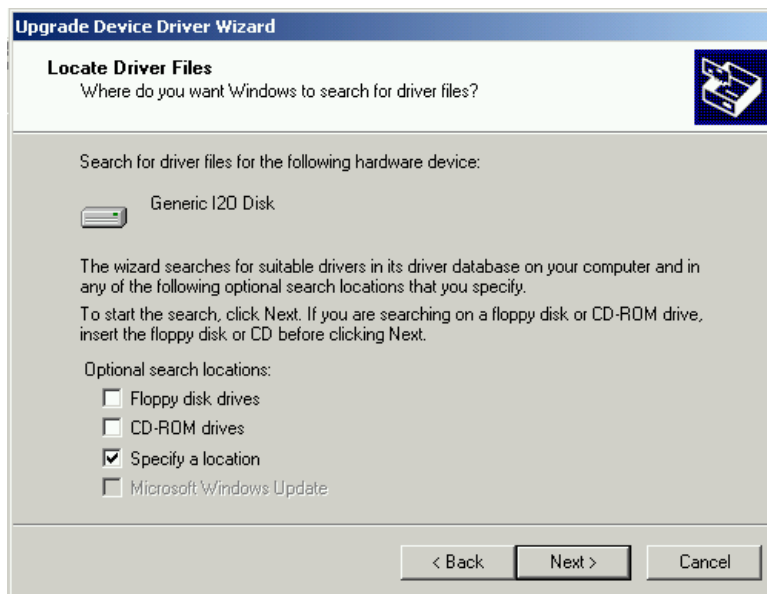 Upgrade Device Driver Wizard
Locate Driver Files
Where do you want Windows to search for driver files?
Search for driver files for the following hardware device:
Generic I2O Disk
The wizard searches for suitable drivers in its driver database on your computer and in
any of the following optional search locations that you specify.
To start the search, click Next. If you are searching on a floppy disk or CD-ROM drive,
insert the floppy disk or CD before clicking Next.
Optional search locations:
Floppy disk drives
CD-ROM drives
Specify a location
Microsoft Windows Update
< Back Next > Cancel